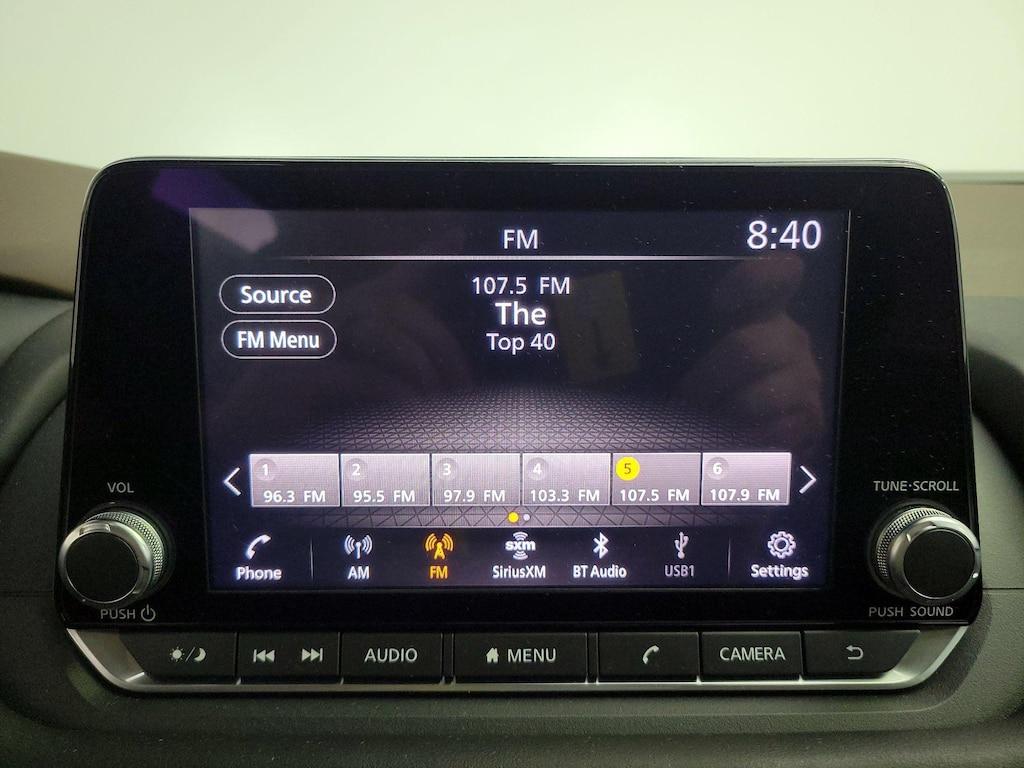 FM
8:40
Source
107.5 FM
The
FM Menu
Top 40
1
2
3
4
5
6
96.3 FM
95.5 FM
97.9 FM
103.3 FM
107.5 FM
107.9 FM
VOL
TUNE·SCROLL
Phone
AM
FM
sxm
SiriusXM
BT Audio
USB1
Settings
PUSH
PUSH SOUND
AUDIO
MENU
CAMERA